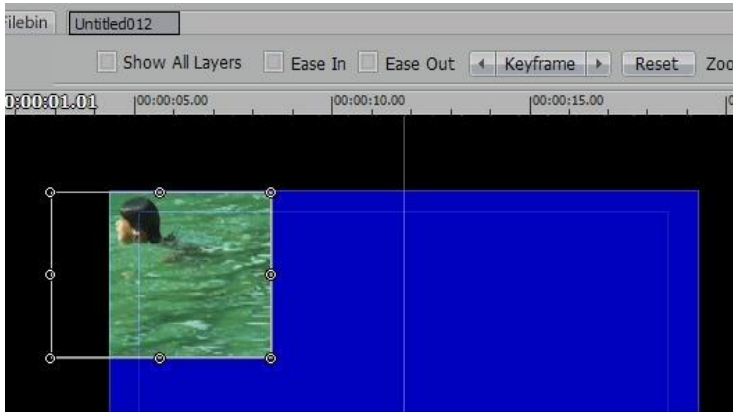 Filebin Untitled012
Show All Layers Ease In Ease Out Keyframe Reset Zoo
0:00:01.01 00:00:05.00 00:00:10.00 00:00:15.00